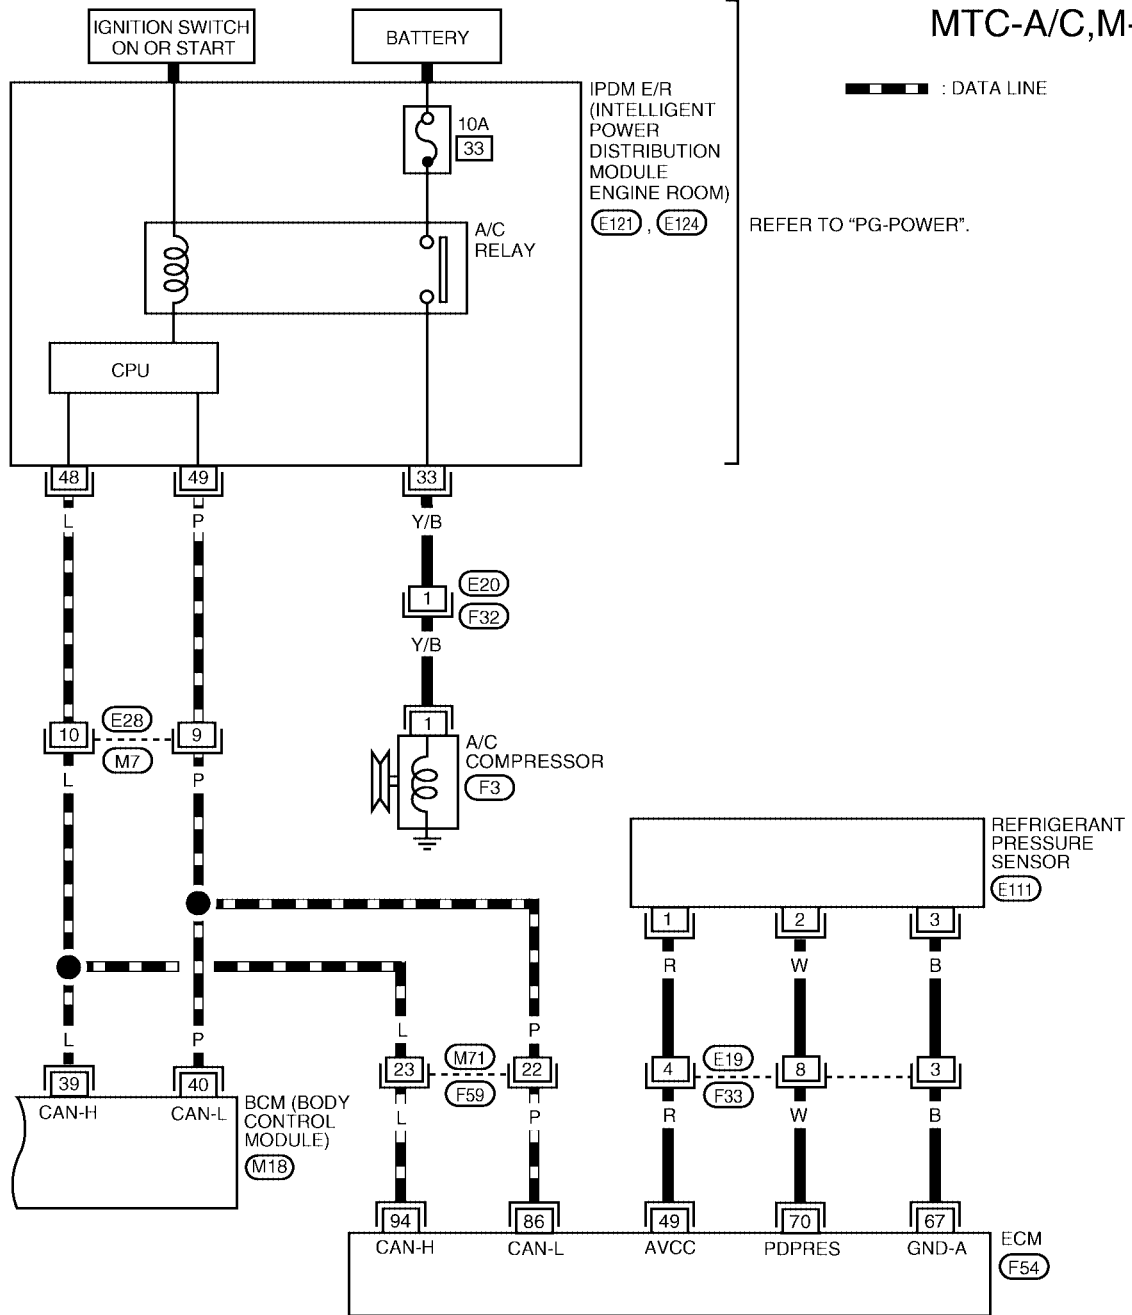 MTC-A/C,M-
IGNITION SWITCH
ON OR START
BATTERY
: DATA LINE
IPDM E/R
(INTELLIGENT
POWER
DISTRIBUTION
MODULE
ENGINE ROOM)
E121 , E124
10A
33
REFER TO “PG-POWER”.
A/C
RELAY
CPU
48 49 33
L P Y/B
1
E20
F32
Y/B
10 E28 9
M7
L P
1
A/C
COMPRESSOR
F3
REFRIGERANT
PRESSURE
SENSOR
E111
1 2 3
R W B
L P L P
23 M71 22
F59
4 E19 8 3
F33
39 40
CAN-H CAN-L
BCM (BODY
CONTROL
MODULE)
M18
L P R W B
94 86 49 70 67
CAN-H CAN-L AVCC PDPRES GND-A
ECM
F54